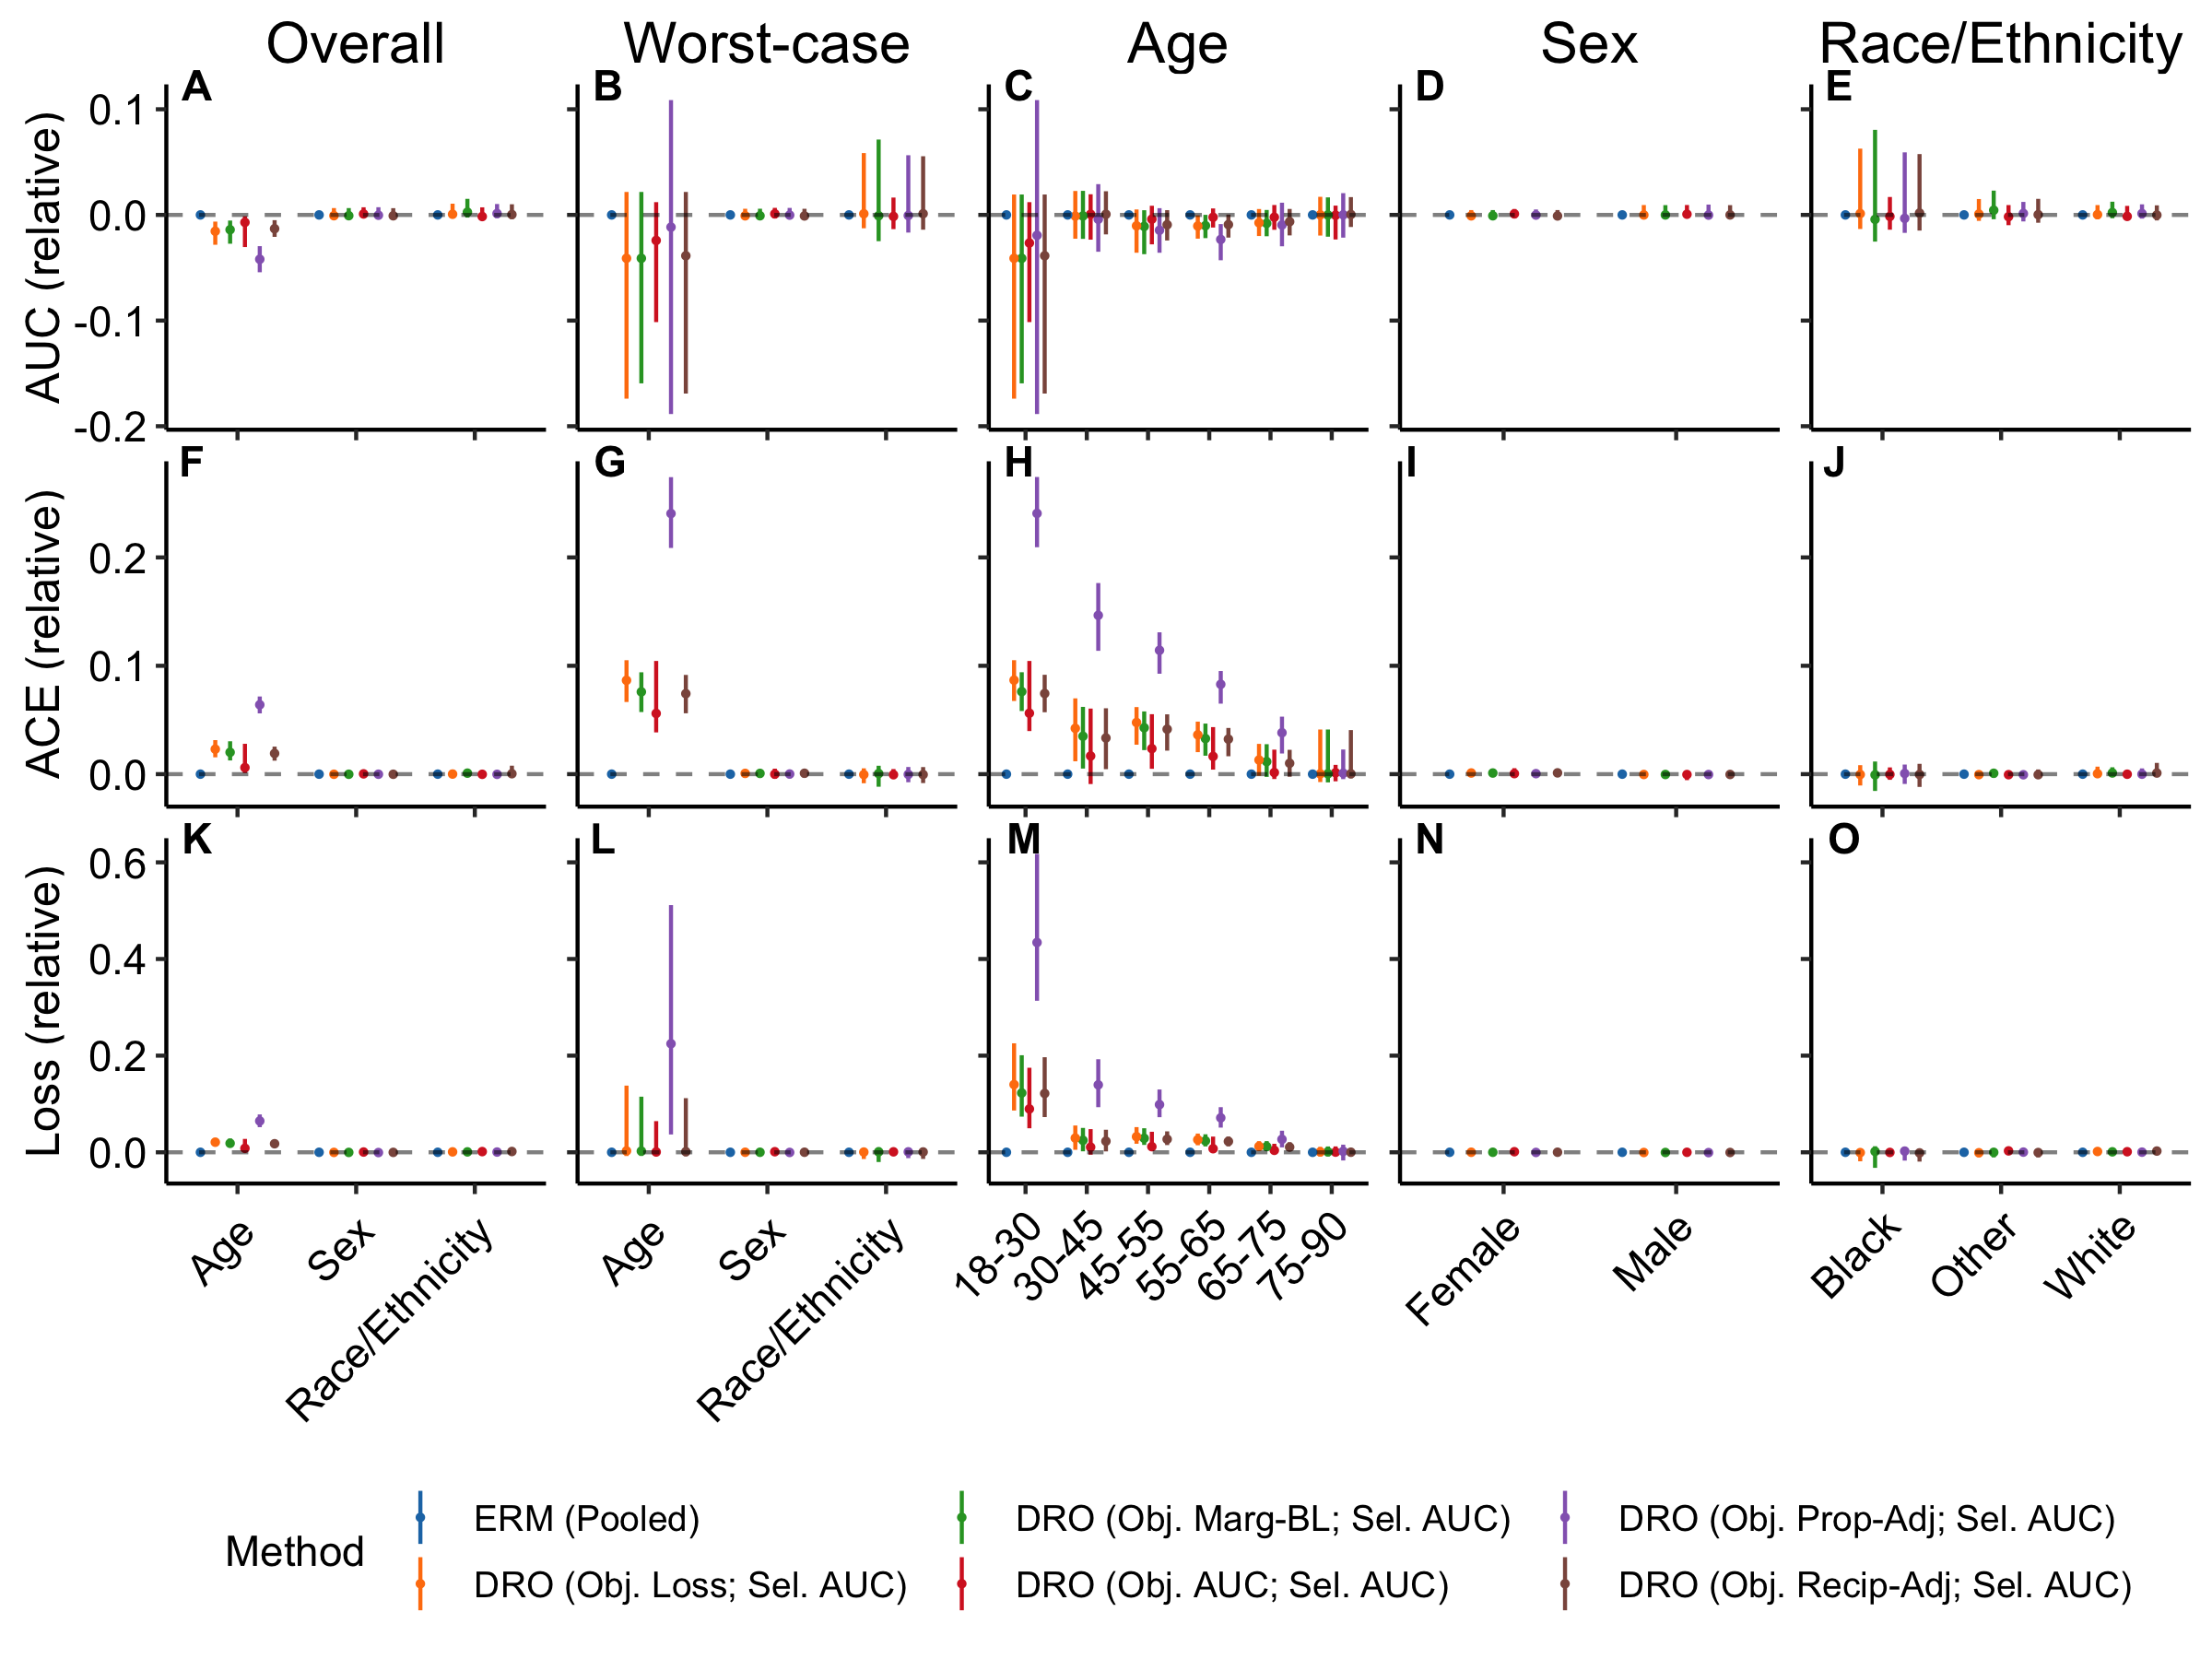 Overall Worst-case Age Sex Race/Ethnicity
A B C D E
AUC (relative)
0.1
0.0
-0.1
-0.2
F G H I J
ACE (relative)
0.2
0.1
0.0
K L M N O
Loss (relative)
0.6
0.4
0.2
0.0
Age Sex Race/Ethnicity Age Sex Race/Ethnicity 18-30 30-45 45-55 55-65 65-75 75-90 Female Male Black Other White
Method
ERM (Pooled) DRO (Obj. Marg-BL; Sel. AUC) DRO (Obj. Prop-Adj; Sel. AUC)
DRO (Obj. Loss; Sel. AUC) DRO (Obj. AUC; Sel. AUC) DRO (Obj. Recip-Adj; Sel. AUC)